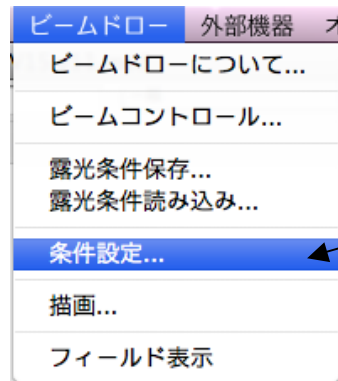 ビームドロー 外部機器
ビームドローについて...
ビームコントロール...
露光条件保存...
露光条件読み込み...
条件設定...
描画...
フィールド表示